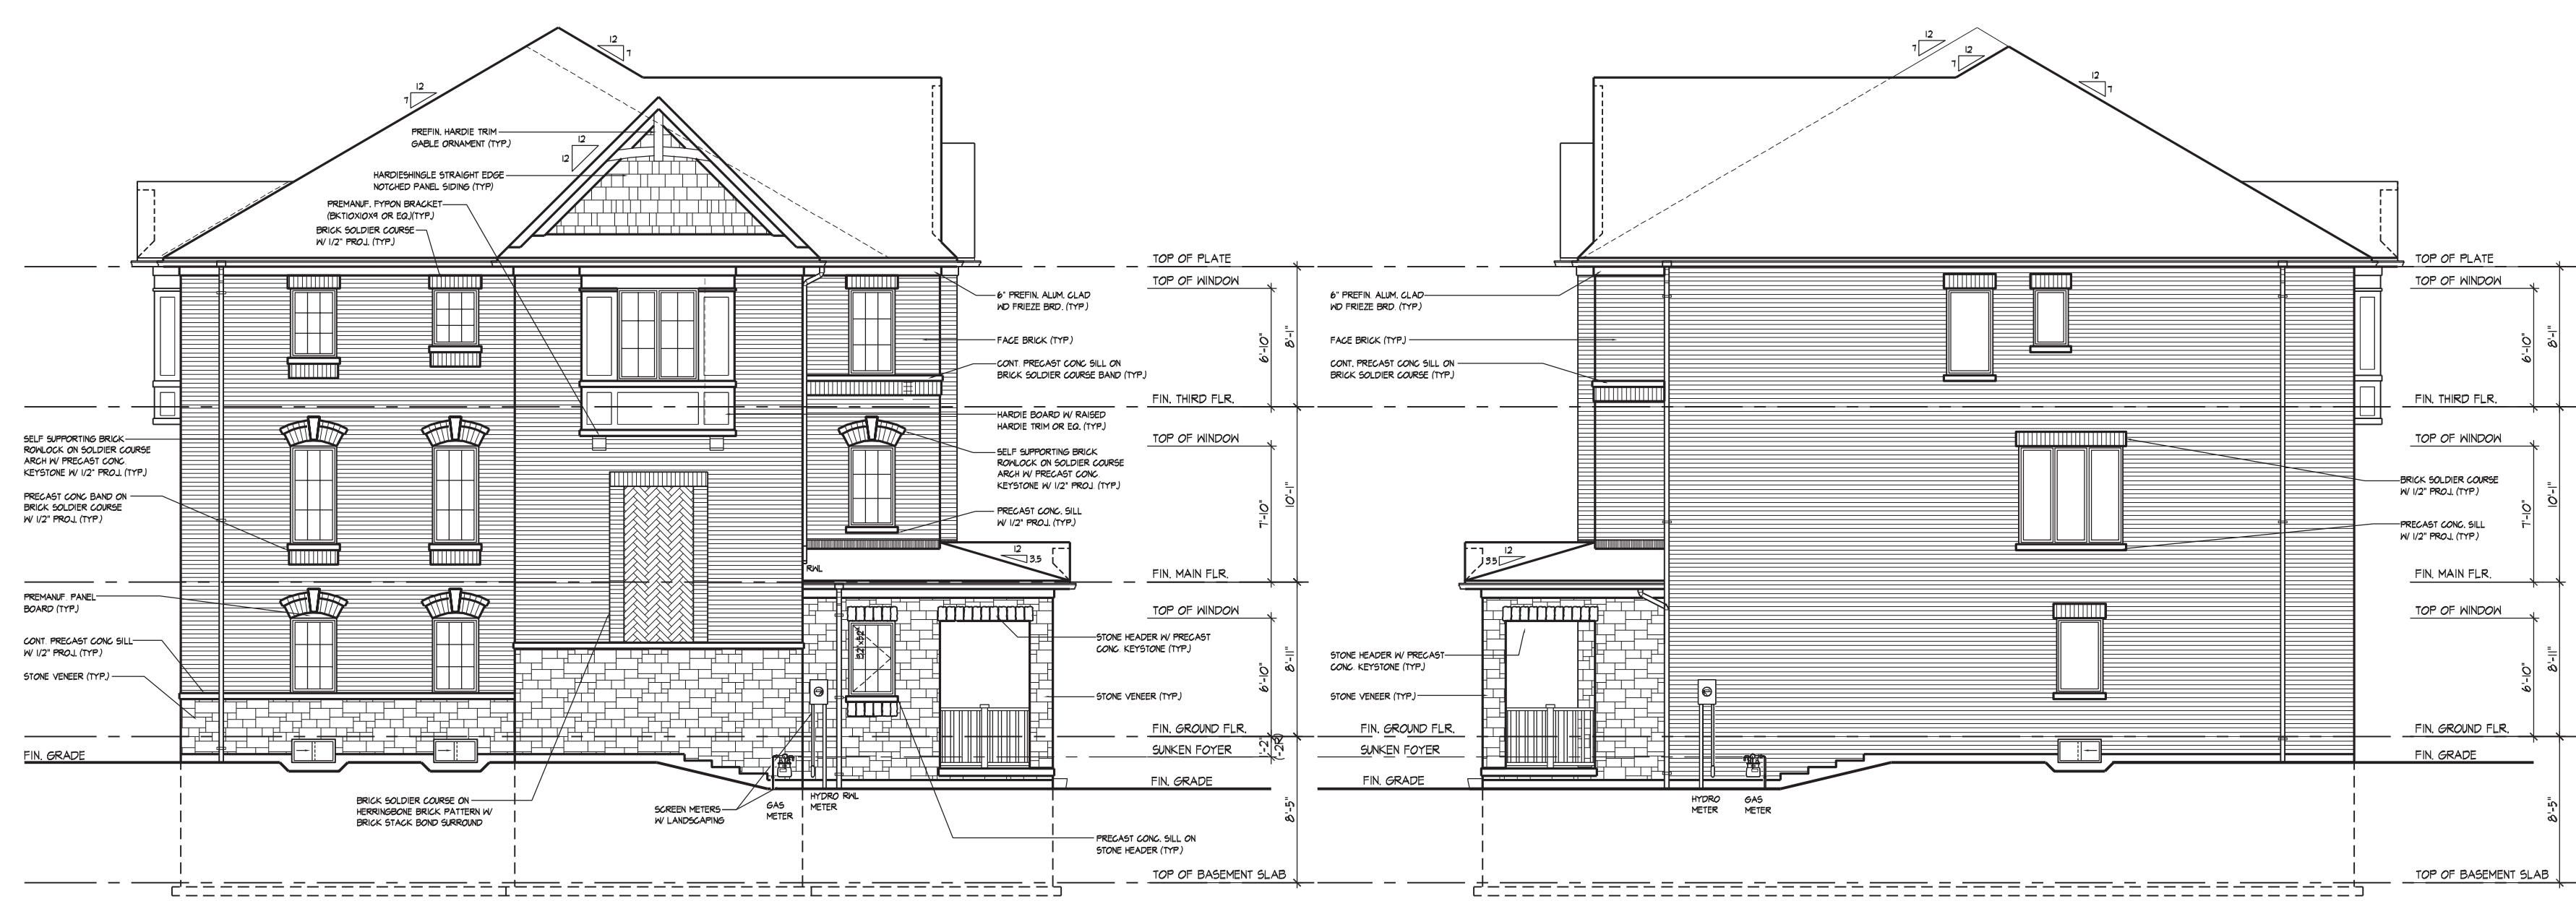 12
7
12
7
PREFIN. HARDIE TRIM
GABLE ORNAMENT (TYP.)
12
12
HARDIESHINGLE STRAIGHT EDGE
NOTCHED PANEL SIDING (TYP)
PREMANUF. FYPON BRACKET
(BKT10X10X9 OR EQ.)(TYP.)
BRICK SOLDIER COURSE
W/ 1/2" PROJ. (TYP.)
SELF SUPPORTING BRICK
ROWLOCK ON SOLDIER COURSE
ARCH W/ PRECAST CONC.
KEYSTONE W/ 1/2" PROJ. (TYP.)
PRECAST CONC BAND ON
BRICK SOLDIER COURSE
W/ 1/2" PROJ. (TYP.)
PREMANUF. PANEL
BOARD (TYP.)
CONT. PRECAST CONC SILL
W/ 1/2" PROJ. (TYP.)
STONE VENEER (TYP.)
FIN. GRADE
BRICK SOLDIER COURSE ON
HERRINGBONE BRICK PATTERN W/
BRICK STACK BOND SURROUND
SCREEN METERS
W/ LANDSCAPING
GAS
METER
HYDRO RWL
METER
RWL
12
3.5
6" PREFIN. ALUM. CLAD
WD FRIEZE BRD. (TYP.)
FACE BRICK (TYP.)
CONT. PRECAST CONC SILL ON
BRICK SOLDIER COURSE BAND (TYP.)
HARDIE BOARD W/ RAISED
HARDIE TRIM OR EQ. (TYP.)
SELF SUPPORTING BRICK
ROWLOCK ON SOLDIER COURSE
ARCH W/ PRECAST CONC.
KEYSTONE W/ 1/2" PROJ. (TYP.)
PRECAST CONC. SILL
W/ 1/2" PROJ. (TYP.)
STONE HEADER W/ PRECAST
CONC. KEYSTONE (TYP.)
STONE VENEER (TYP.)
PRECAST CONC. SILL ON
STONE HEADER (TYP.)
TOP OF PLATE
TOP OF WINDOW
FIN. THIRD FLR.
TOP OF WINDOW
FIN. MAIN FLR.
TOP OF WINDOW
FIN. GROUND FLR.
SUNKEN FOYER
FIN. GRADE
TOP OF BASEMENT SLAB
6'-10"
8'-1"
7'-10"
10'-1"
6'-10"
8'-11"
(-2R)
8'-5"
12
7
12
7
12
7
6" PREFIN. ALUM. CLAD
WD FRIEZE BRD. (TYP.)
FACE BRICK (TYP.)
CONT. PRECAST CONC SILL ON
BRICK SOLDIER COURSE (TYP.)
12
3.5
STONE HEADER W/ PRECAST
CONC. KEYSTONE (TYP.)
STONE VENEER (TYP.)
FIN. GROUND FLR.
SUNKEN FOYER
FIN. GRADE
HYDRO
METER
GAS
METER
BRICK SOLDIER COURSE
W/ 1/2" PROJ. (TYP.)
PRECAST CONC. SILL
W/ 1/2" PROJ. (TYP.)
TOP OF PLATE
TOP OF WINDOW
FIN. THIRD FLR.
TOP OF WINDOW
FIN. MAIN FLR.
TOP OF WINDOW
FIN. GROUND FLR.
FIN. GRADE
TOP OF BASEMENT SLAB
6'-10"
8'-1"
7'-10"
10'-1"
6'-10"
8'-11"
8'-5"